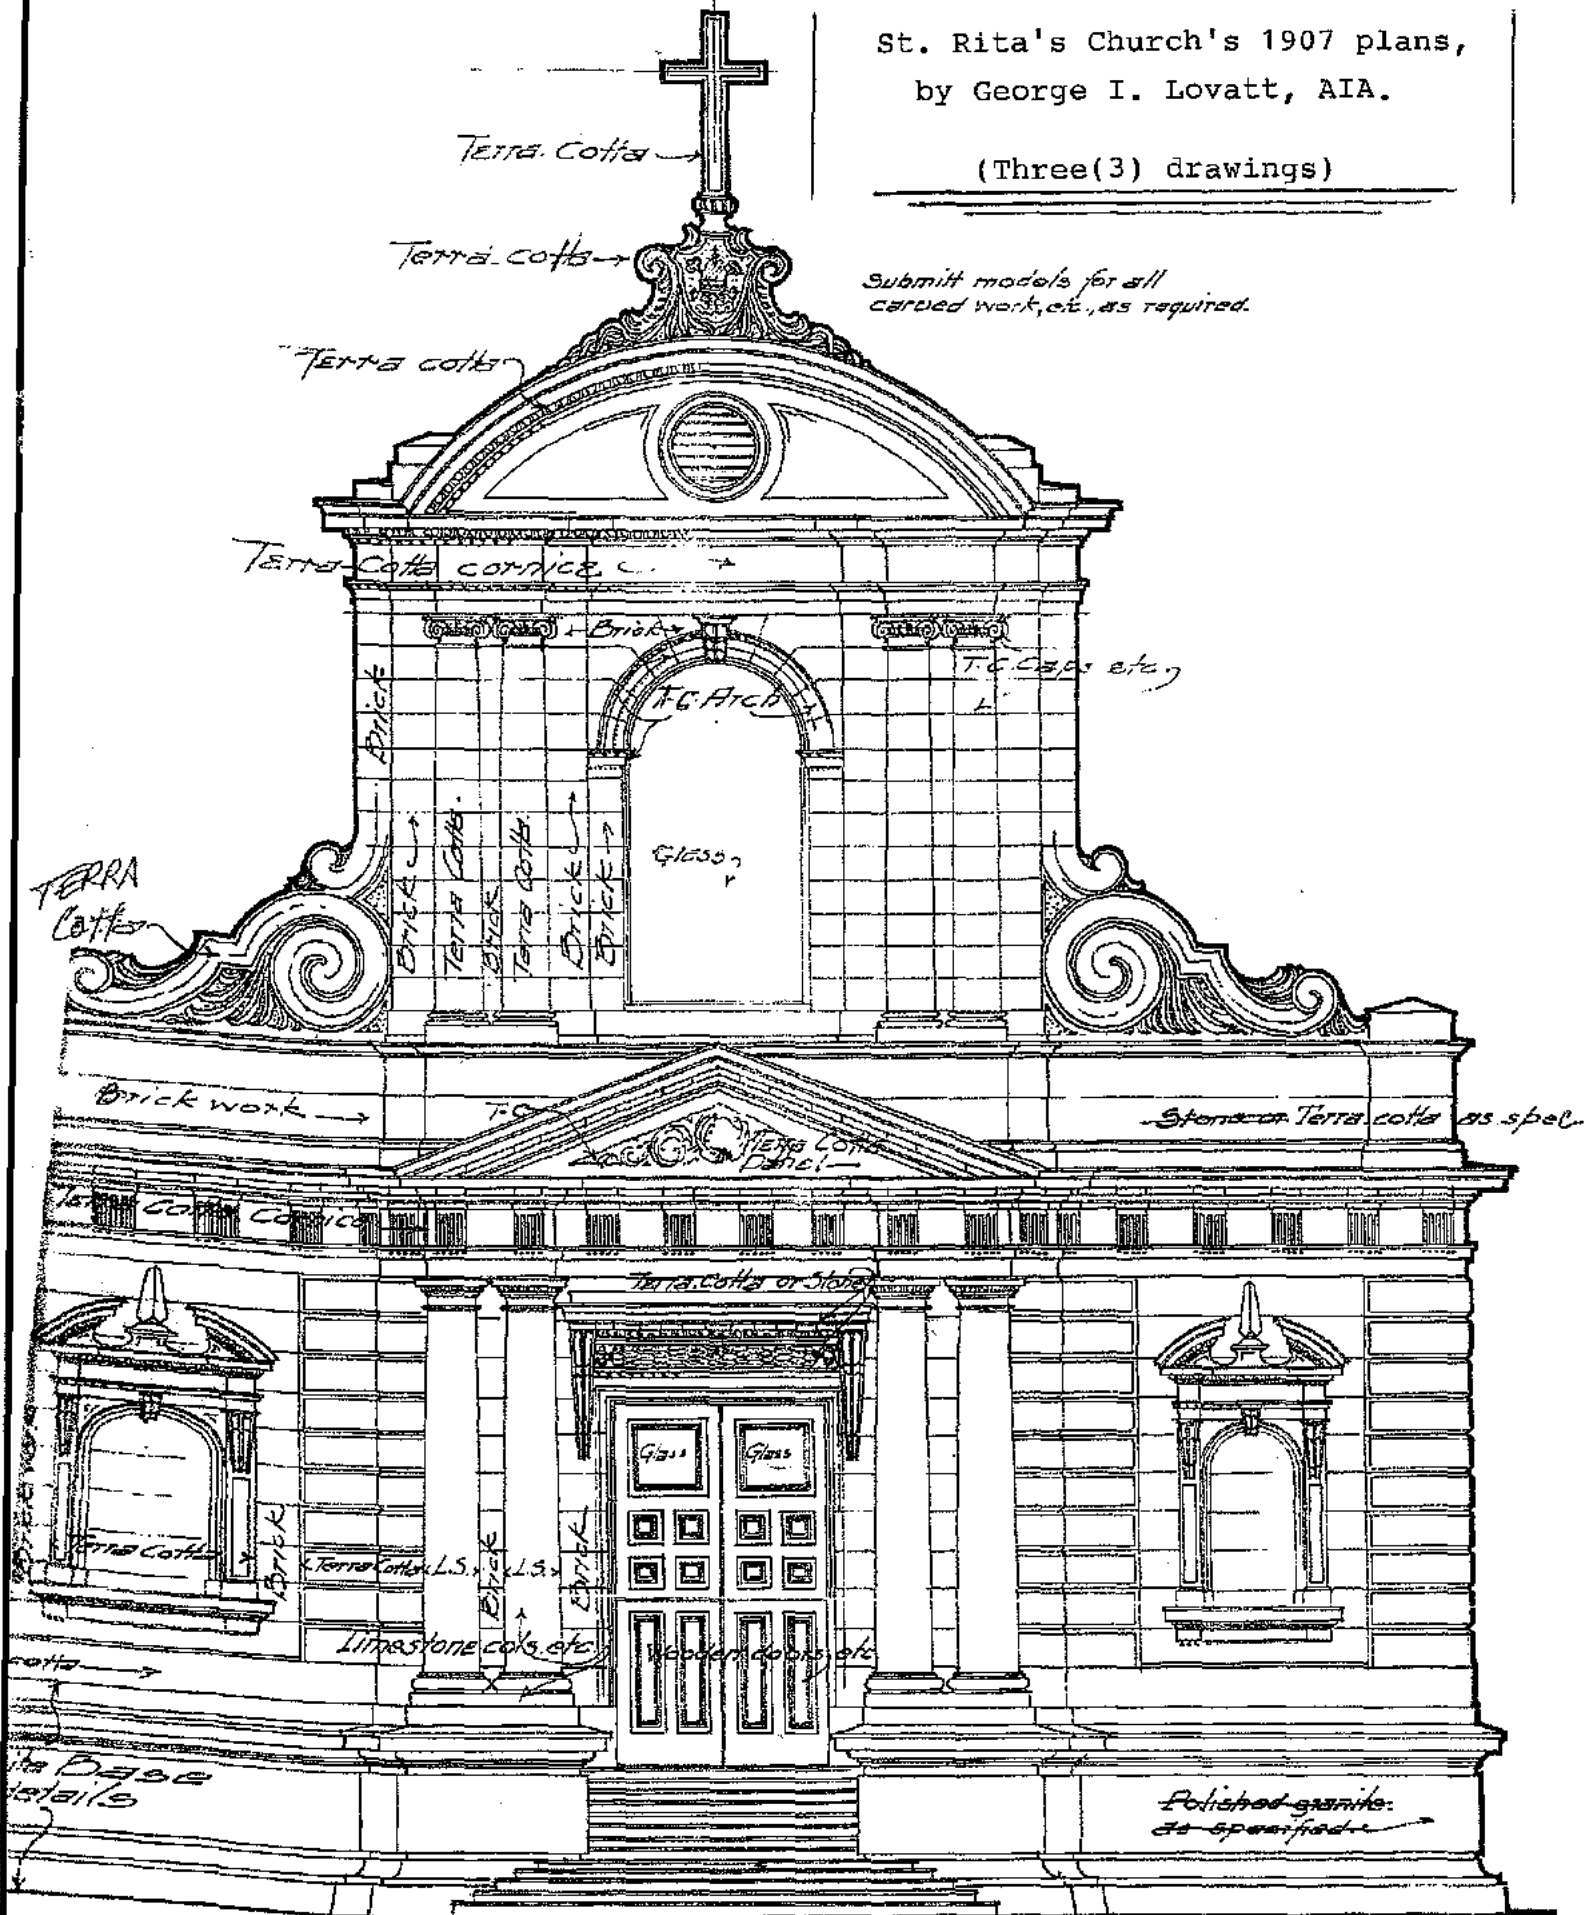 St. Rita's Church's 1907 plans,
by George I. Lovatt, AIA.
(Three(3) drawings)
Terra. Cotta
Terra-cotta
Submitt models for all
carved work, etc., as required.
Terra cotta
Terra-Cotta cornice
Brick
T.C. Caps etc.
T.C. Arch
Brick
Glass
Brick
Terra Cotta.
Brick
Terra Cotta
Brick
Brick
TERRA
Cotta
Brick work
T.C.
Terra Cotta
Panel
Stone or Terra cotta as spec.
Cotta Cornice
Terra. Cotta or Stone
Glass
Glass
Terra Cotta
Brick
Terra Cotta
L.S.
Brick
L.S.
Brick
Limestone cols. etc.
Wooden doors, etc
cotta
Base
details
Polished granite.
as specified